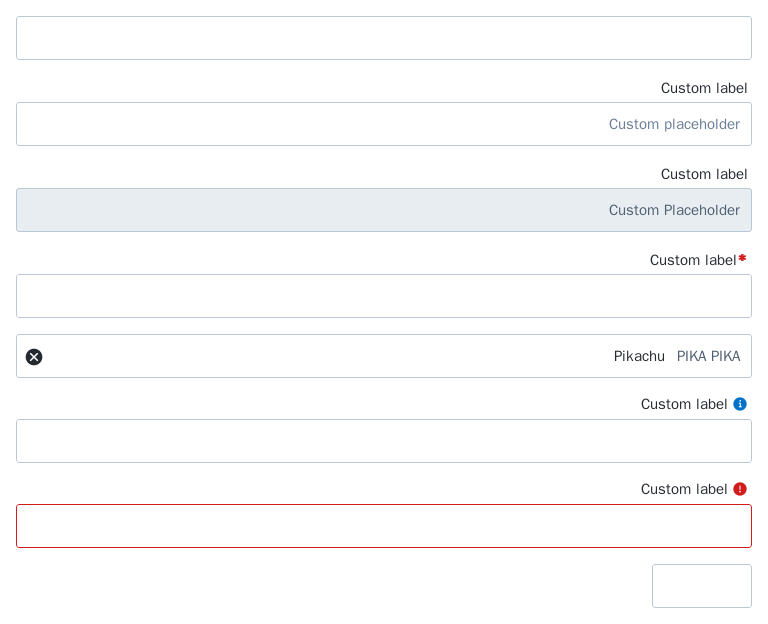 Custom label
Custom placeholder
Custom label
Custom Placeholder
Custom label*
Pikachu PIKA PIKA
Custom label
Custom label